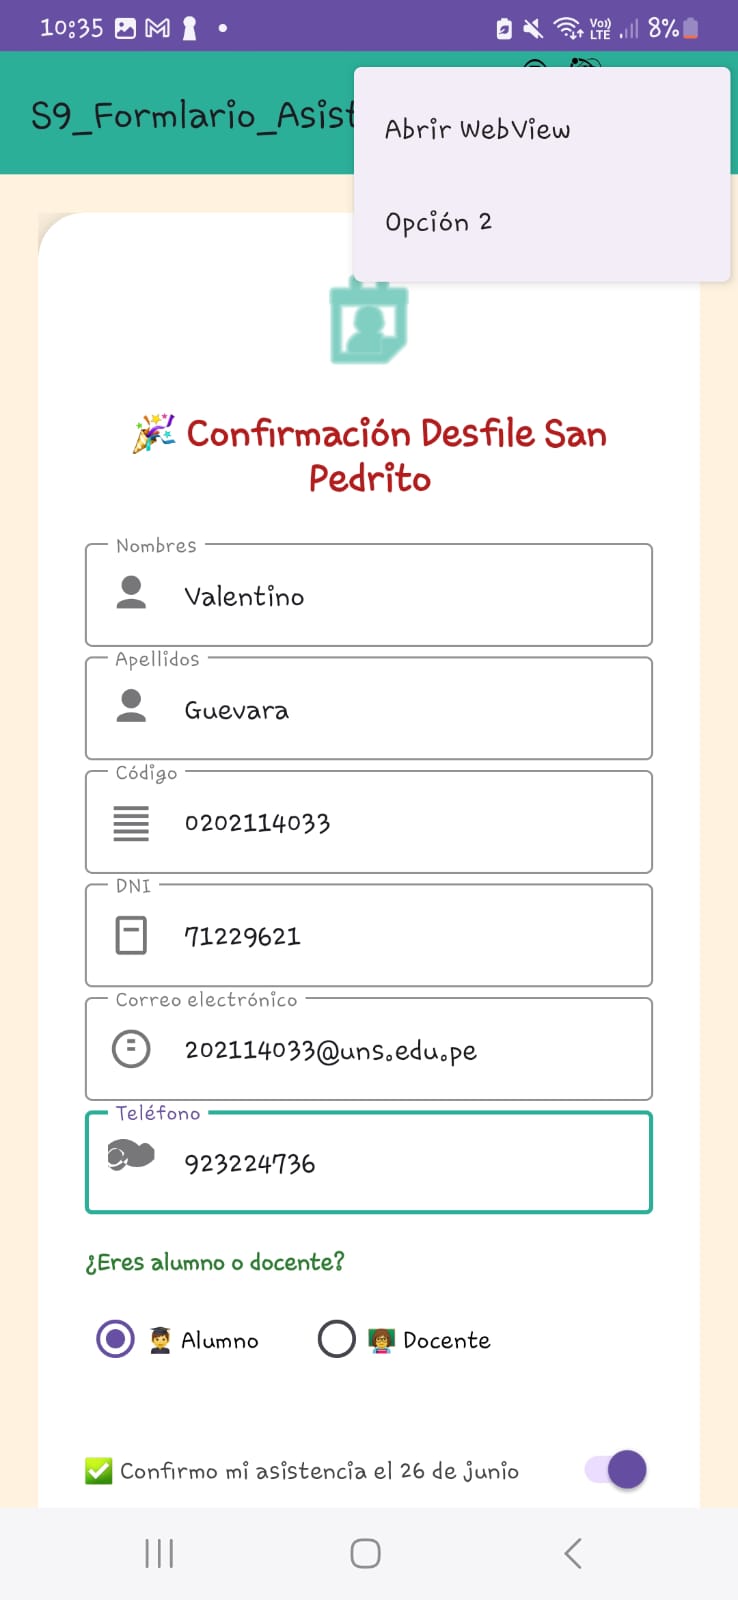 10:35 Vo)) LTE 8%
S9_Formlario_Asist
Abrir WebView
Opción 2
🎉 Confirmación Desfile San
Pedrito
Nombres
Valentino
Apellidos
Guevara
Código
0202114033
DNI
71229621
Correo electrónico
202114033@uns.edu.pe
Teléfono
923224736
¿Eres alumno o docente?
👨‍🎓 Alumno 👩‍🏫 Docente
✅ Confirmo mi asistencia el 26 de junio